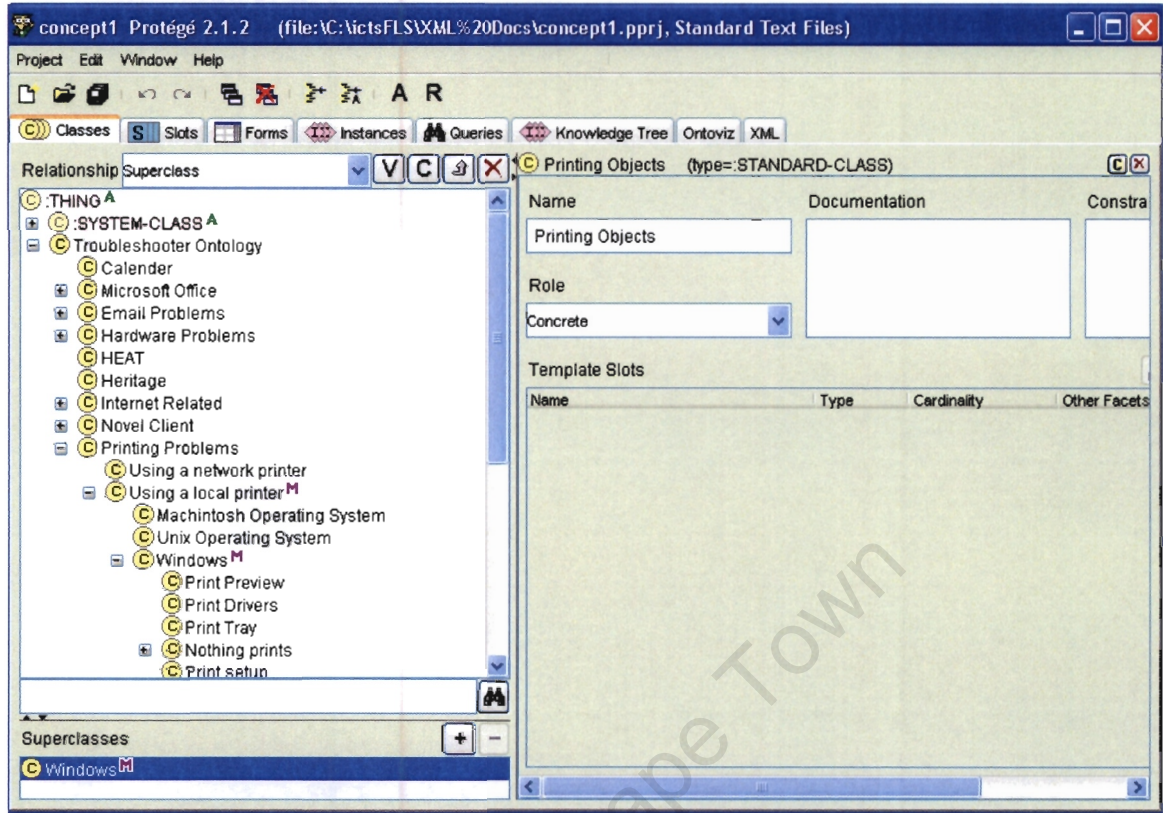 concept1 Protégé 2.1.2 (file:\C:\ictsFLS\XML%20Docs\concept1.pprj, Standard Text Files)
Project Edit Window Help
A R
C Classes S Slots Forms Instances Queries Knowledge Tree Ontoviz XML
Relationship Superclass V C
C :THING A
C :SYSTEM-CLASS A
C Troubleshooter Ontology
C Calender
C Microsoft Office
C Email Problems
C Hardware Problems
C HEAT
C Heritage
C Internet Related
C Novel Client
C Printing Problems
C Using a network printer
C Using a local printer M
C Machintosh Operating System
C Unix Operating System
C Windows M
C Print Preview
C Print Drivers
C Print Tray
C Nothing prints
C Print setup
Superclasses
C Windows M
C Printing Objects (type=:STANDARD-CLASS) C
Name Documentation Constra
Printing Objects
Role
Concrete
Template Slots
Name Type Cardinality Other Facets
ape Town